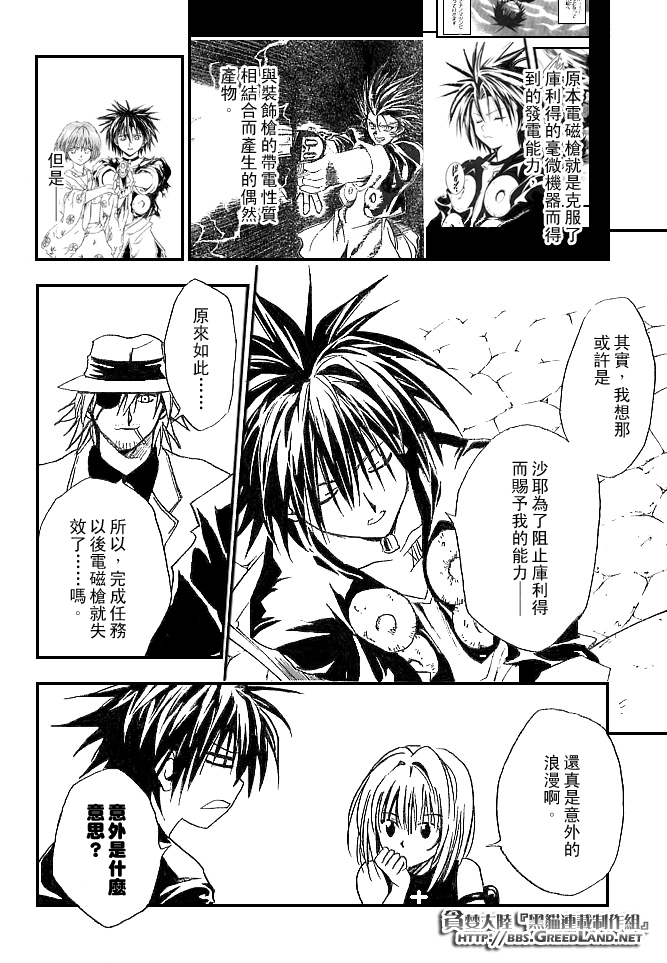 原本電磁槍就是克服了
庫利得的毫微機器而得
到的發電能力，
與裝飾槍的帶電性質
相結合而產生的偶然
產物。
但是──
其實，我想那
或許是
沙耶為了阻止庫利得
而賜予我的能力──
原來如此……
所以，完成任務
以後電磁槍就失
效了……嗎。
還真是意外的
浪漫啊。
意外是什麼
意思？
貪婪大陸『黑貓連載制作組』
HTTP://BBS.GREEDLAND.NET